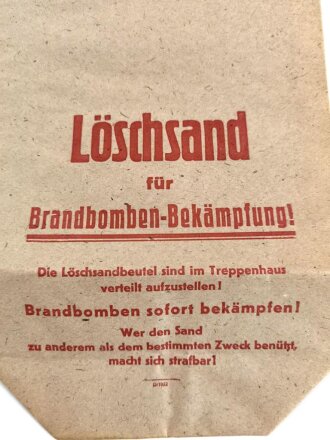 Löschsand
für
Brandbomben-Bekämpfung!
Die Löschsandbeutel sind im Treppenhaus
verteilt aufzustellen!
Brandbomben sofort bekämpfen!
Wer den Sand
zu anderem als dem bestimmten Zweck benützt,
macht sich strafbar!